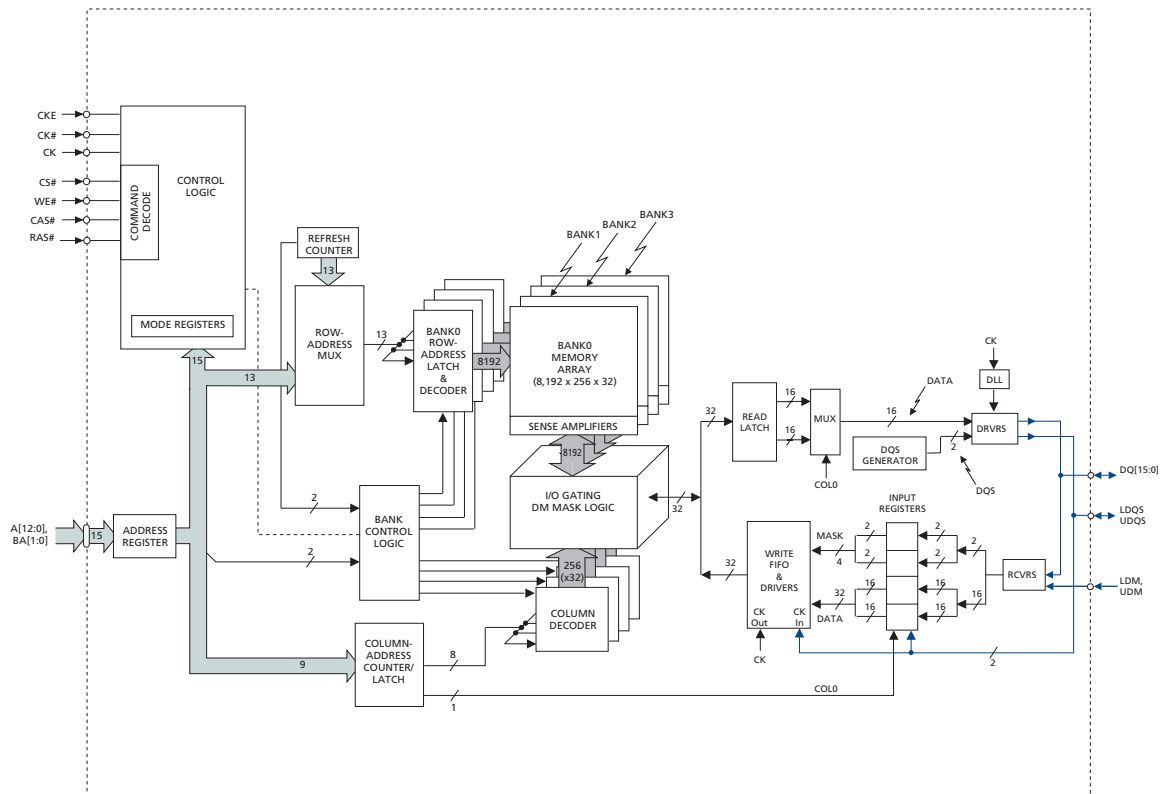 CKE
CK#
CK
CS#
WE#
CAS#
RAS#
COMMAND
DECODE
CONTROL
LOGIC
MODE REGISTERS
REFRESH
COUNTER
13
ROW-
ADDRESS
MUX
13
15
13
BANK0
ROW-
ADDRESS
LATCH
&
DECODER
8192
BANK1
BANK2
BANK3
BANK0
MEMORY
ARRAY
(8,192 x 256 x 32)
SENSE AMPLIFIERS
8192
I/O GATING
DM MASK LOGIC
32
256
(x32)
COLUMN
DECODER
2
2
BANK
CONTROL
LOGIC
A[12:0],
BA[1:0]
15
ADDRESS
REGISTER
9
COLUMN-
ADDRESS
COUNTER/
LATCH
8
1
COL0
32
READ
LATCH
16
16
MUX
COL0
16
DATA
DQS
GENERATOR
2
DQS
CK
DLL
DRVRS
DQ[15:0]
LDQS
UDQS
LDM,
UDM
RCVRS
INPUT
REGISTERS
2
2
2
2
2
16
16
16
16
16
MASK
4
32
DATA
WRITE
FIFO
&
DRIVERS
CK
Out
CK
In
CK
32
2